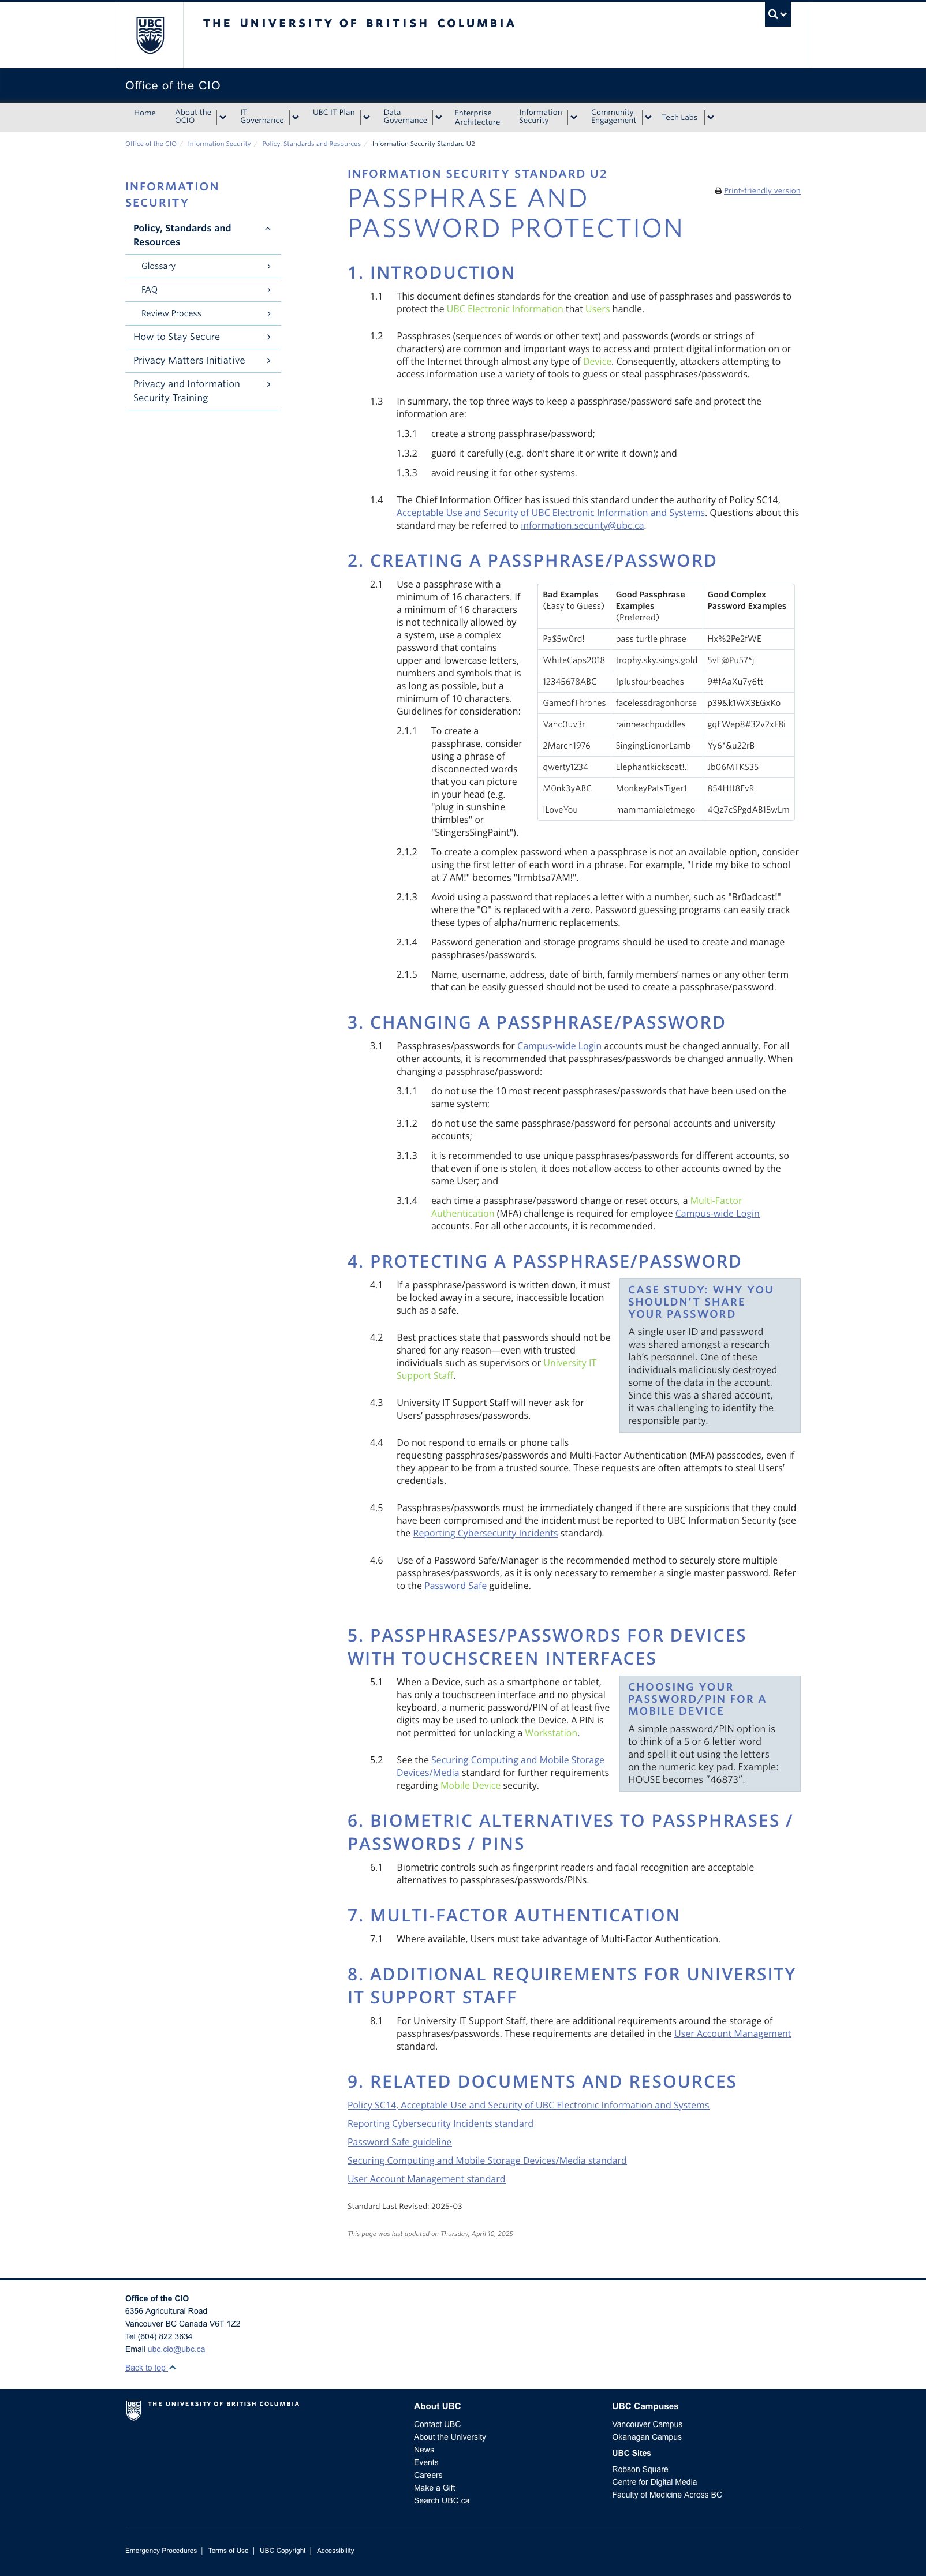 UBC
THE UNIVERSITY OF BRITISH COLUMBIA
Office of the CIO
Home
About the
OCIO
IT
Governance
UBC IT Plan
Data
Governance
Enterprise
Architecture
Information
Security
Community
Engagement
Tech Labs
Office of the CIO / Information Security / Policy, Standards and Resources / Information Security Standard U2
INFORMATION
SECURITY
Policy, Standards and
Resources
Glossary
FAQ
Review Process
How to Stay Secure
Privacy Matters Initiative
Privacy and Information
Security Training
INFORMATION SECURITY STANDARD U2
Print-friendly version
PASSPHRASE AND
PASSWORD PROTECTION
1. INTRODUCTION
1.1 This document defines standards for the creation and use of passphrases and passwords to
protect the UBC Electronic Information that Users handle.
1.2 Passphrases (sequences of words or other text) and passwords (words or strings of
characters) are common and important ways to access and protect digital information on or
off the Internet through almost any type of Device. Consequently, attackers attempting to
access information use a variety of tools to guess or steal passphrases/passwords.
1.3 In summary, the top three ways to keep a passphrase/password safe and protect the
information are:
1.3.1 create a strong passphrase/password;
1.3.2 guard it carefully (e.g. don't share it or write it down); and
1.3.3 avoid reusing it for other systems.
1.4 The Chief Information Officer has issued this standard under the authority of Policy SC14,
Acceptable Use and Security of UBC Electronic Information and Systems. Questions about this
standard may be referred to information.security@ubc.ca.
2. CREATING A PASSPHRASE/PASSWORD
2.1 Use a passphrase with a
minimum of 16 characters. If
a minimum of 16 characters
is not technically allowed by
a system, use a complex
password that contains
upper and lowercase letters,
numbers and symbols that is
as long as possible, but a
minimum of 10 characters.
Guidelines for consideration:
2.1.1 To create a
passphrase, consider
using a phrase of
disconnected words
that you can picture
in your head (e.g.
"plug in sunshine
thimbles" or
"StingersSingPaint").
Bad Examples
(Easy to Guess)
Good Passphrase
Examples
(Preferred)
Good Complex
Password Examples
Pa$5w0rd! pass turtle phrase Hx%2Pe2fWE
WhiteCaps2018 trophy.sky.sings.gold 5vE@Pu57*j
12345678ABC 1plusfourbeaches 9#fAaXu7y6tt
GameofThrones facelessdragonhorse p39&k1WX3EGxKo
Vanc0uv3r rainbeachpuddles gqEWep8#32v2xF8i
2March1976 SingingLionorLamb Yy6*&u22rB
qwerty1234 Elephantkickscat!.! Jb06MTKS35
M0nk3yABC MonkeyPatsTiger1 854Htt8EvR
ILoveYou mammamialetmego 4Qz7cSPgdAB15wLm
2.1.2 To create a complex password when a passphrase is not an available option, consider
using the first letter of each word in a phrase. For example, "I ride my bike to school
at 7 AM!" becomes "Irmbtsa7AM!".
2.1.3 Avoid using a password that replaces a letter with a number, such as "Br0adcast!"
where the "O" is replaced with a zero. Password guessing programs can easily crack
these types of alpha/numeric replacements.
2.1.4 Password generation and storage programs should be used to create and manage
passphrases/passwords.
2.1.5 Name, username, address, date of birth, family members' names or any other term
that can be easily guessed should not be used to create a passphrase/password.
3. CHANGING A PASSPHRASE/PASSWORD
3.1 Passphrases/passwords for Campus-wide Login accounts must be changed annually. For all
other accounts, it is recommended that passphrases/passwords be changed annually. When
changing a passphrase/password:
3.1.1 do not use the 10 most recent passphrases/passwords that have been used on the
same system;
3.1.2 do not use the same passphrase/password for personal accounts and university
accounts;
3.1.3 it is recommended to use unique passphrases/passwords for different accounts, so
that even if one is stolen, it does not allow access to other accounts owned by the
same User; and
3.1.4 each time a passphrase/password change or reset occurs, a Multi-Factor
Authentication (MFA) challenge is required for employee Campus-wide Login
accounts. For all other accounts, it is recommended.
4. PROTECTING A PASSPHRASE/PASSWORD
4.1 If a passphrase/password is written down, it must
be locked away in a secure, inaccessible location
such as a safe.
4.2 Best practices state that passwords should not be
shared for any reason—even with trusted
individuals such as supervisors or University IT
Support Staff.
4.3 University IT Support Staff will never ask for
Users' passphrases/passwords.
CASE STUDY: WHY YOU
SHOULDN'T SHARE
YOUR PASSWORD
A single user ID and password
was shared amongst a research
lab's personnel. One of these
individuals maliciously destroyed
some of the data in the account.
Since this was a shared account,
it was challenging to identify the
responsible party.
4.4 Do not respond to emails or phone calls
requesting passphrases/passwords and Multi-Factor Authentication (MFA) passcodes, even if
they appear to be from a trusted source. These requests are often attempts to steal Users'
credentials.
4.5 Passphrases/passwords must be immediately changed if there are suspicions that they could
have been compromised and the incident must be reported to UBC Information Security (see
the Reporting Cybersecurity Incidents standard).
4.6 Use of a Password Safe/Manager is the recommended method to securely store multiple
passphrases/passwords, as it is only necessary to remember a single master password. Refer
to the Password Safe guideline.
5. PASSPHRASES/PASSWORDS FOR DEVICES
WITH TOUCHSCREEN INTERFACES
5.1 When a Device, such as a smartphone or tablet,
has only a touchscreen interface and no physical
keyboard, a numeric password/PIN of at least five
digits may be used to unlock the Device. A PIN is
not permitted for unlocking a Workstation.
5.2 See the Securing Computing and Mobile Storage
Devices/Media standard for further requirements
regarding Mobile Device security.
CHOOSING YOUR
PASSWORD/PIN FOR A
MOBILE DEVICE
A simple password/PIN option is
to think of a 5 or 6 letter word
and spell it out using the letters
on the numeric key pad. Example:
HOUSE becomes "46873".
6. BIOMETRIC ALTERNATIVES TO PASSPHRASES /
PASSWORDS / PINS
6.1 Biometric controls such as fingerprint readers and facial recognition are acceptable
alternatives to passphrases/passwords/PINs.
7. MULTI-FACTOR AUTHENTICATION
7.1 Where available, Users must take advantage of Multi-Factor Authentication.
8. ADDITIONAL REQUIREMENTS FOR UNIVERSITY
IT SUPPORT STAFF
8.1 For University IT Support Staff, there are additional requirements around the storage of
passphrases/passwords. These requirements are detailed in the User Account Management
standard.
9. RELATED DOCUMENTS AND RESOURCES
Policy SC14, Acceptable Use and Security of UBC Electronic Information and Systems
Reporting Cybersecurity Incidents standard
Password Safe guideline
Securing Computing and Mobile Storage Devices/Media standard
User Account Management standard
Standard Last Revised: 2025-03
This page was last updated on Thursday, April 10, 2025
Office of the CIO
6356 Agricultural Road
Vancouver BC Canada V6T 1Z2
Tel (604) 822 3634
Email ubc.cio@ubc.ca
Back to top
UBC
THE UNIVERSITY OF BRITISH COLUMBIA
About UBC
Contact UBC
About the University
News
Events
Careers
Make a Gift
Search UBC.ca
UBC Campuses
Vancouver Campus
Okanagan Campus
UBC Sites
Robson Square
Centre for Digital Media
Faculty of Medicine Across BC
Emergency Procedures | Terms of Use | UBC Copyright | Accessibility